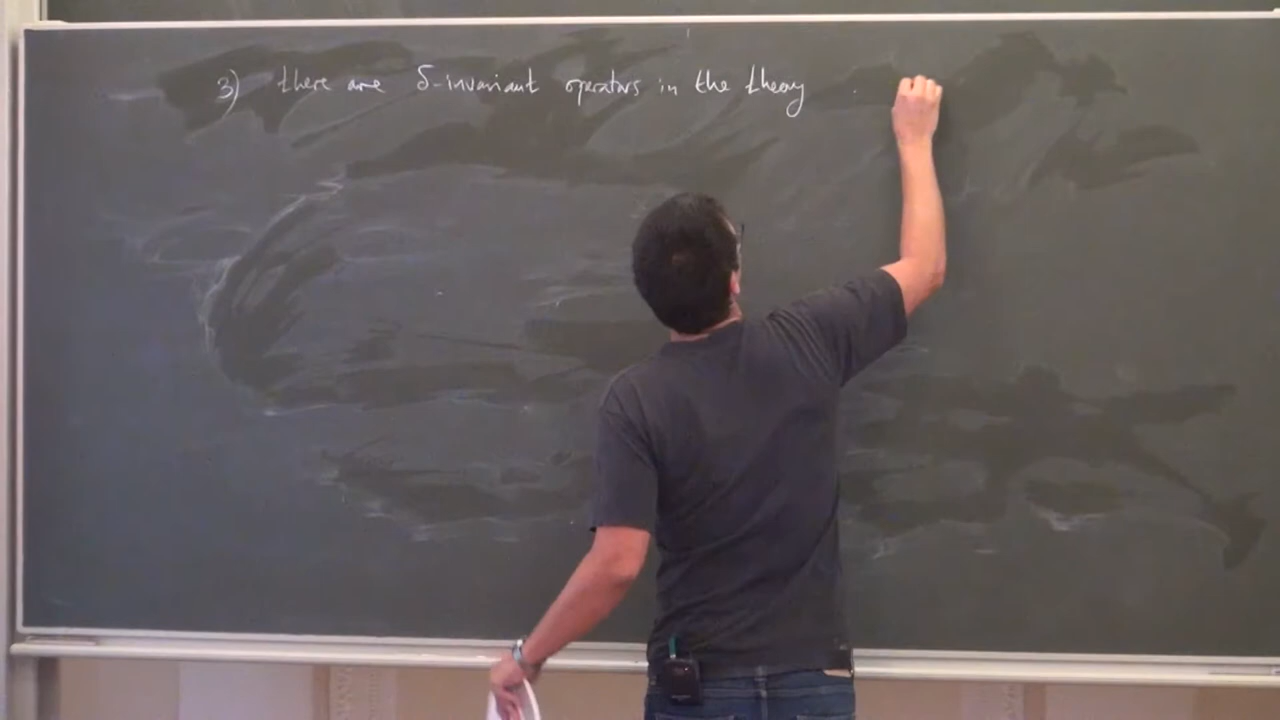 3) there are δ-invariant operators in the theory